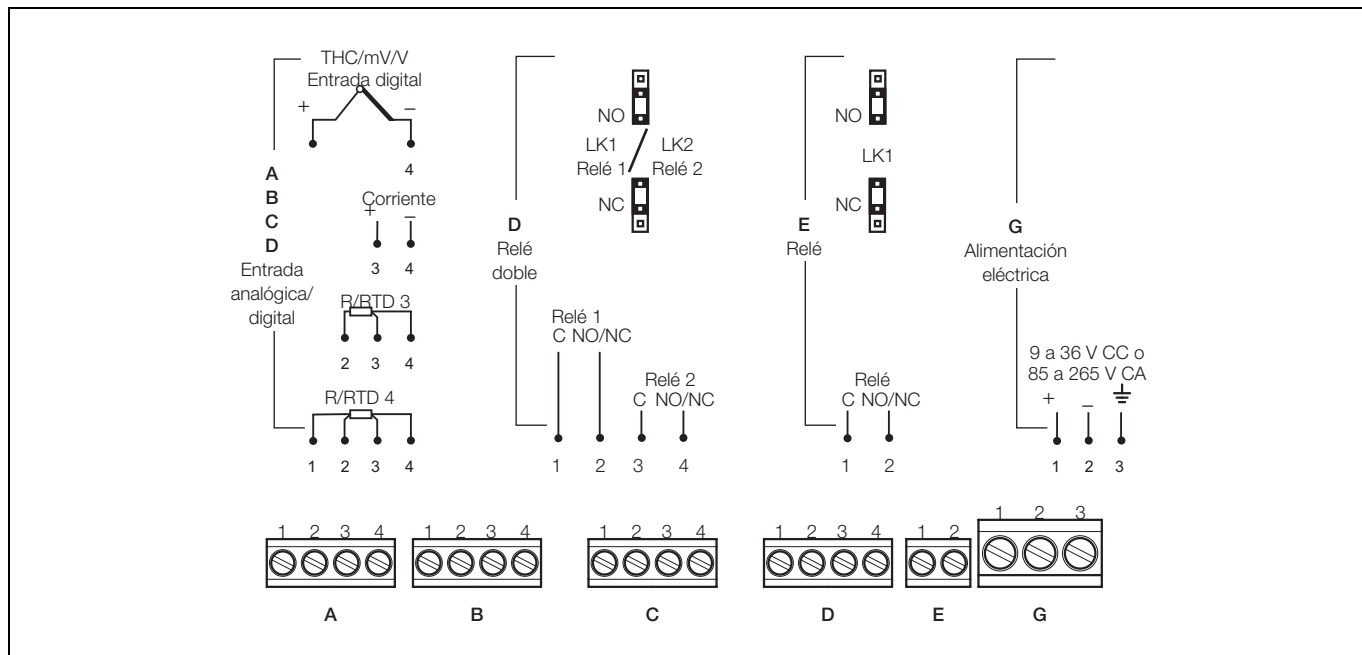 THC/mV/V
Entrada digital
+ –
4
A
B
C
D
Entrada
analógica/
digital
Corriente
+ –
3 4
R/RTD 3
2 3 4
R/RTD 4
1 2 3 4
D
Relé
doble
NO
LK1 LK2
Relé 1 Relé 2
NC
Relé 1
C NO/NC
Relé 2
C NO/NC
1 2 3 4
E
Relé
NO
LK1
NC
Relé
C NO/NC
1 2
G
Alimentación
eléctrica
9 a 36 V CC o
85 a 265 V CA
+ –
1 2 3
1 2 3 4
A
1 2 3 4
B
1 2 3 4
C
1 2 3 4
D
1 2
E
1 2 3
G